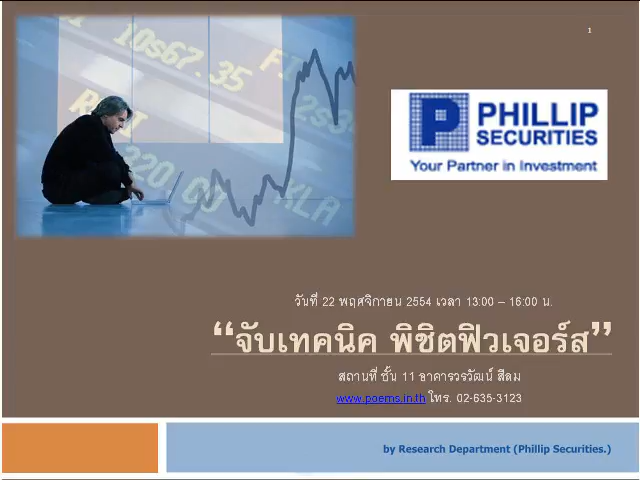 1
PHILLIP
SECURITIES
Your Partner in Investment
10s67.35
วันที่ 22 พฤศจิกายน 2554 เวลา 13:00 – 16:00 น.
“จับเทคนิค พิชิตฟิวเจอร์ส”
สถานที่ ชั้น 11 อาคารวรวัฒน์ สีลม
www.poems.in.th โทร. 02-635-3123
by Research Department (Phillip Securities.)